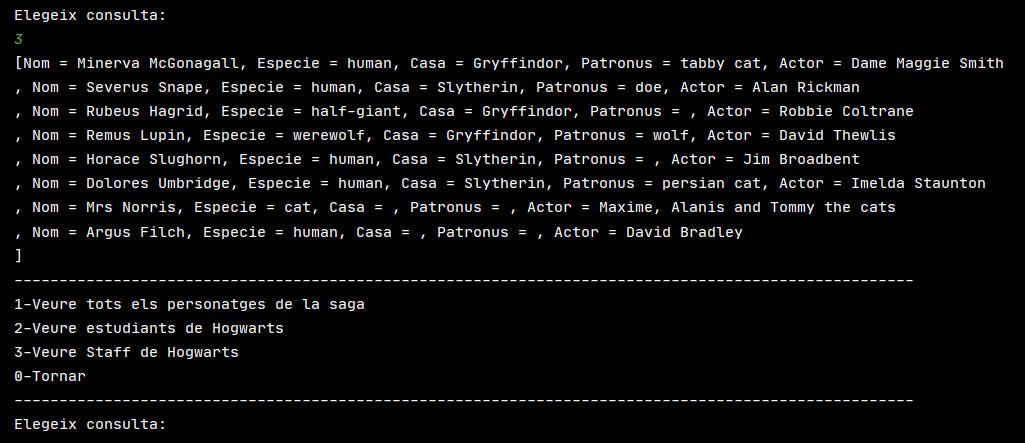 Elegeix consulta:
3
[Nom = Minerva McGonagall, Especie = human, Casa = Gryffindor, Patronus = tabby cat, Actor = Dame Maggie Smith
, Nom = Severus Snape, Especie = human, Casa = Slytherin, Patronus = doe, Actor = Alan Rickman
, Nom = Rubeus Hagrid, Especie = half-giant, Casa = Gryffindor, Patronus = , Actor = Robbie Coltrane
, Nom = Remus Lupin, Especie = werewolf, Casa = Gryffindor, Patronus = wolf, Actor = David Thewlis
, Nom = Horace Slughorn, Especie = human, Casa = Slytherin, Patronus = , Actor = Jim Broadbent
, Nom = Dolores Umbridge, Especie = human, Casa = Slytherin, Patronus = persian cat, Actor = Imelda Staunton
, Nom = Mrs Norris, Especie = cat, Casa = , Patronus = , Actor = Maxime, Alanis and Tommy the cats
, Nom = Argus Filch, Especie = human, Casa = , Patronus = , Actor = David Bradley
]
----------------------------------------------------------------------------------------------------
1-Veure tots els personatges de la saga
2-Veure estudiants de Hogwarts
3-Veure Staff de Hogwarts
0-Tornar
----------------------------------------------------------------------------------------------------
Elegeix consulta: